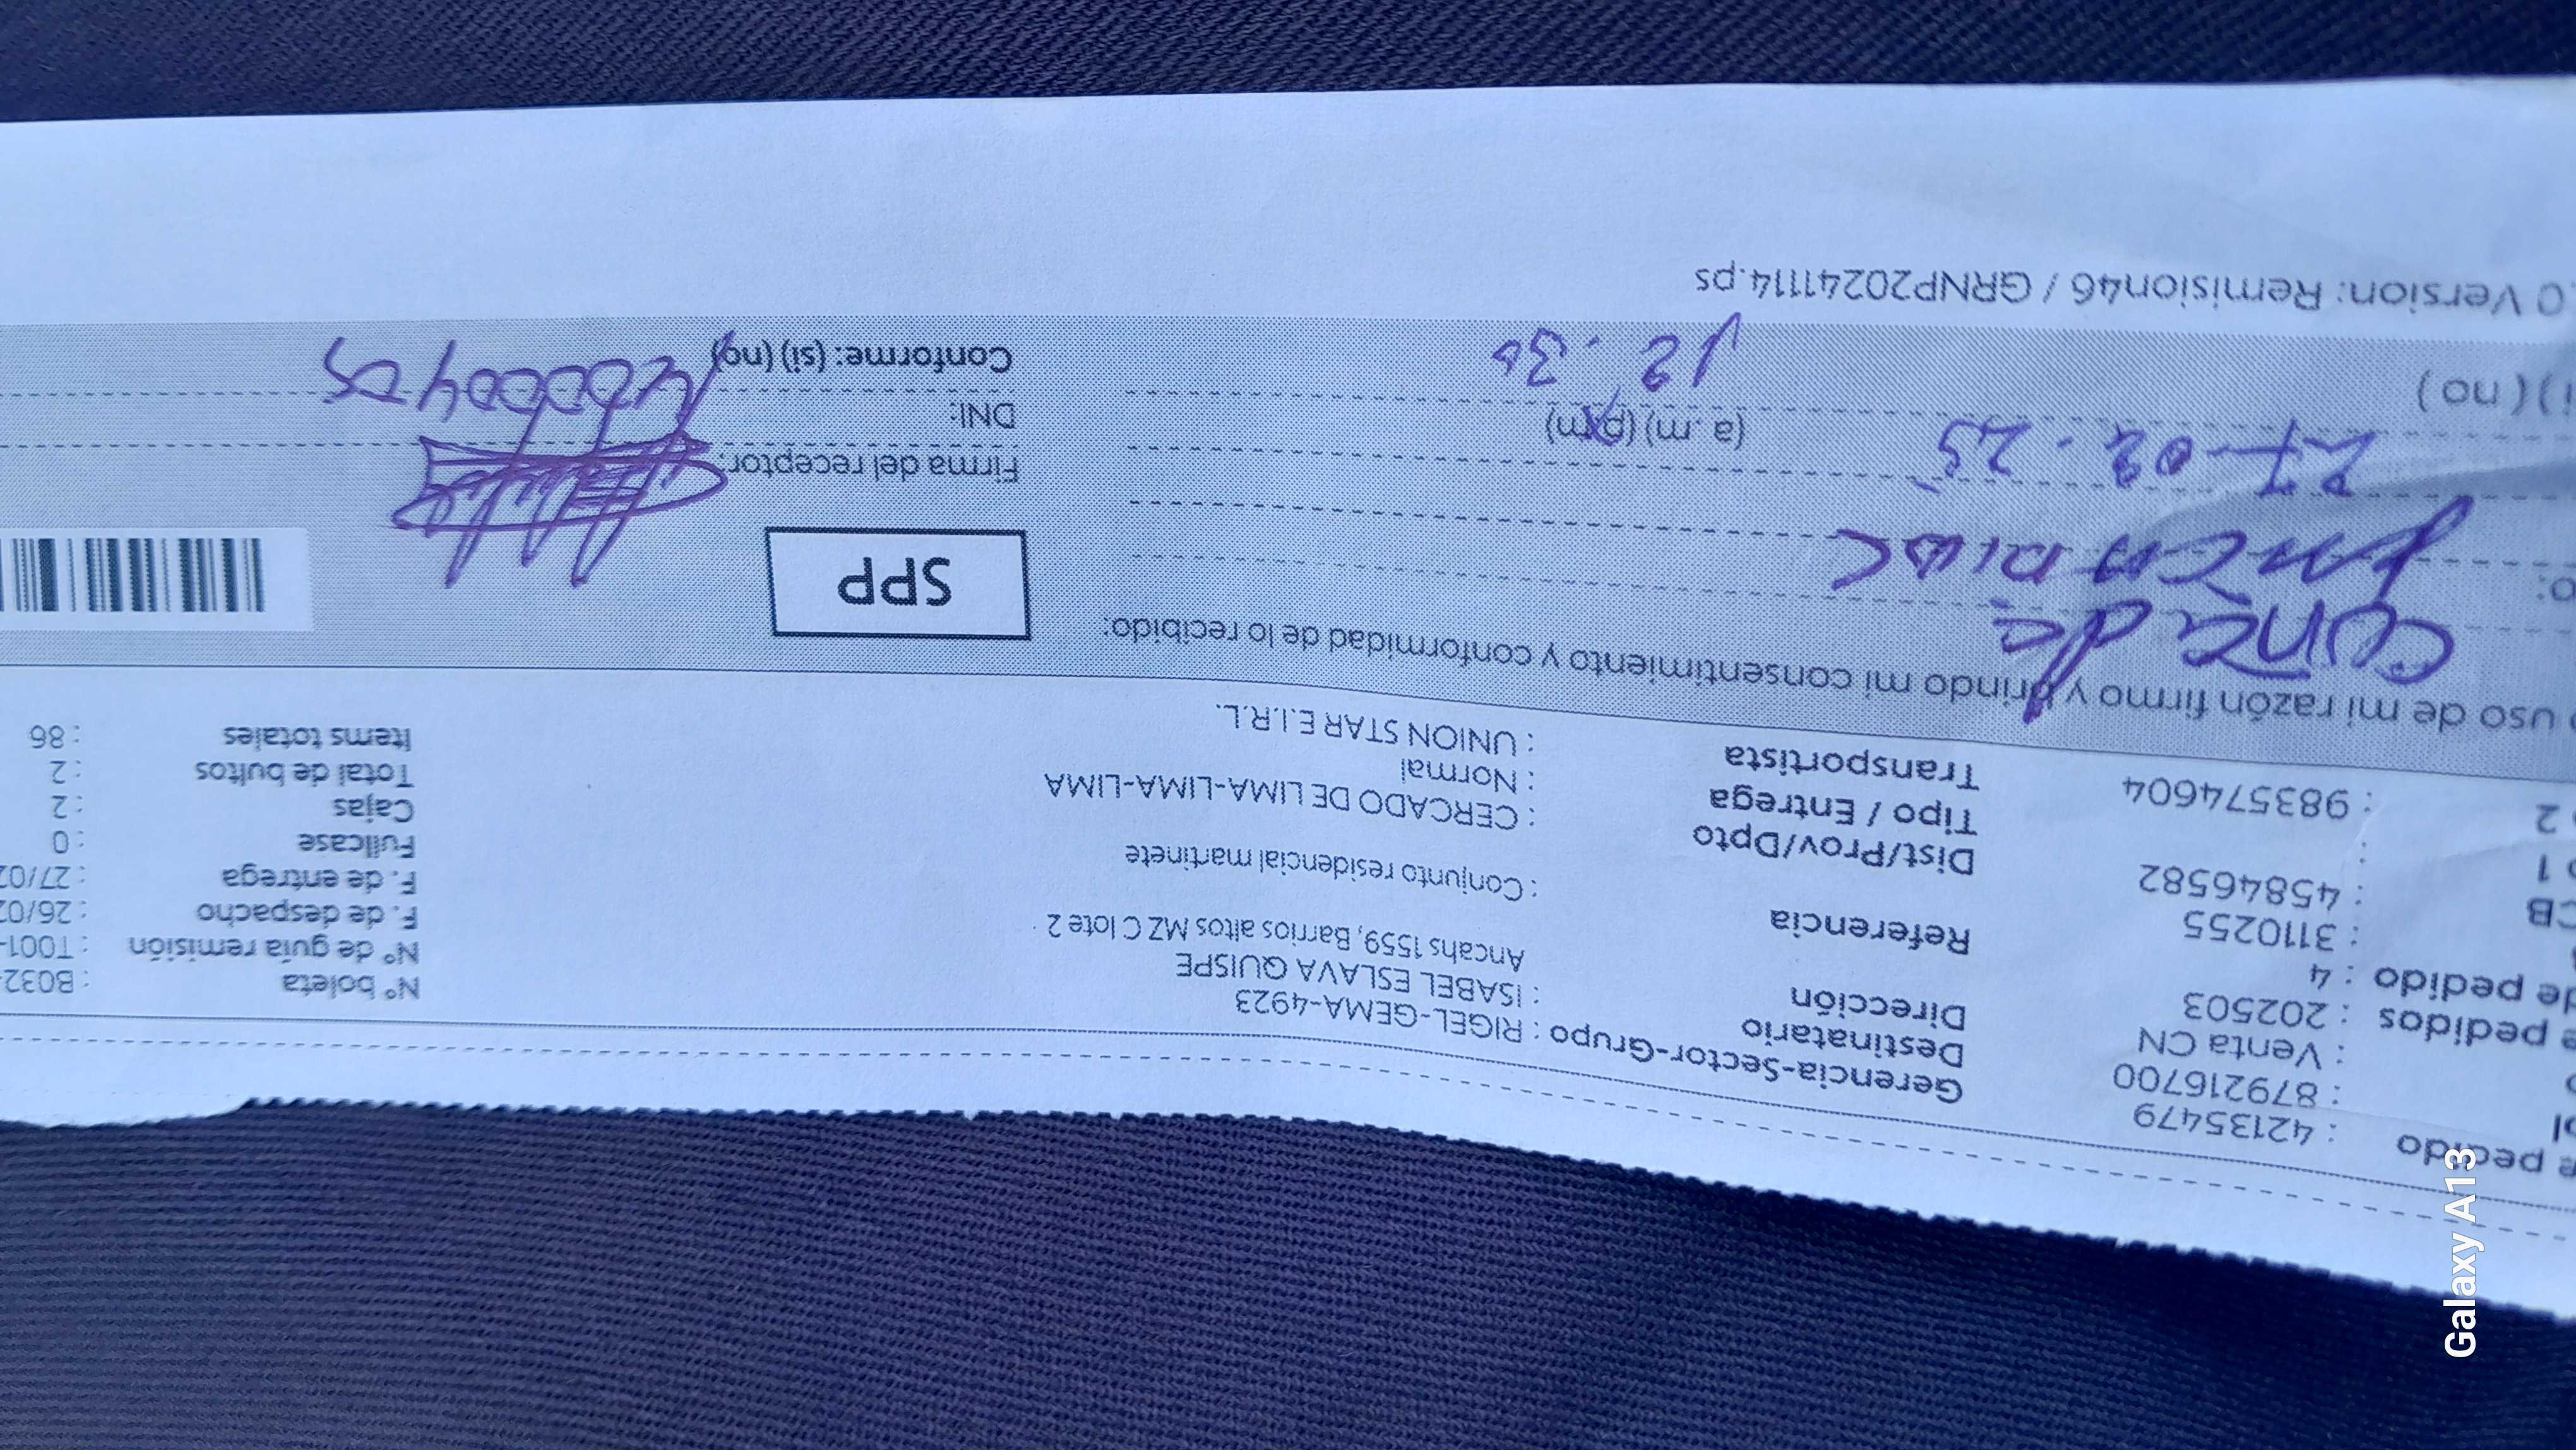 e pedido : 42135479
ol : 879216700
: Venta CN
e pedidos : 202503
de pedido : 4
: 3110255
CB : 45846582
1 :
2 : 983574604
Gerencia-Sector-Grupo : RIGEL-GEMA-4923
Destinatario : ISABEL ESLAVA QUISPE
Dirección Ancahs 1559, Barrios altos MZ C lote 2
Referencia : Conjunto residencial martinete
Dist/Prov/Dpto : CERCADO DE LIMA-LIMA-LIMA
Tipo / Entrega : Normal
Transportista : UNION STAR E.I.R.L.
N° boleta : B032-
N° de guía remisión : T001-
F. de despacho : 26/02
F. de entrega : 27/02
Fullcase : 0
Cajas : 2
Total de bultos : 2
Items totales : 86
uso de mi razón firmo y brindo mi consentimiento y conformidad de lo recibido:
SPP
27-02-25
(a. m) (p.m)
12.30
i) (no)
Firma del receptor:
DNI:
Conforme: (si) (no)
0 Version: Remision46 / GRNP20241114.ps
Galaxy A13